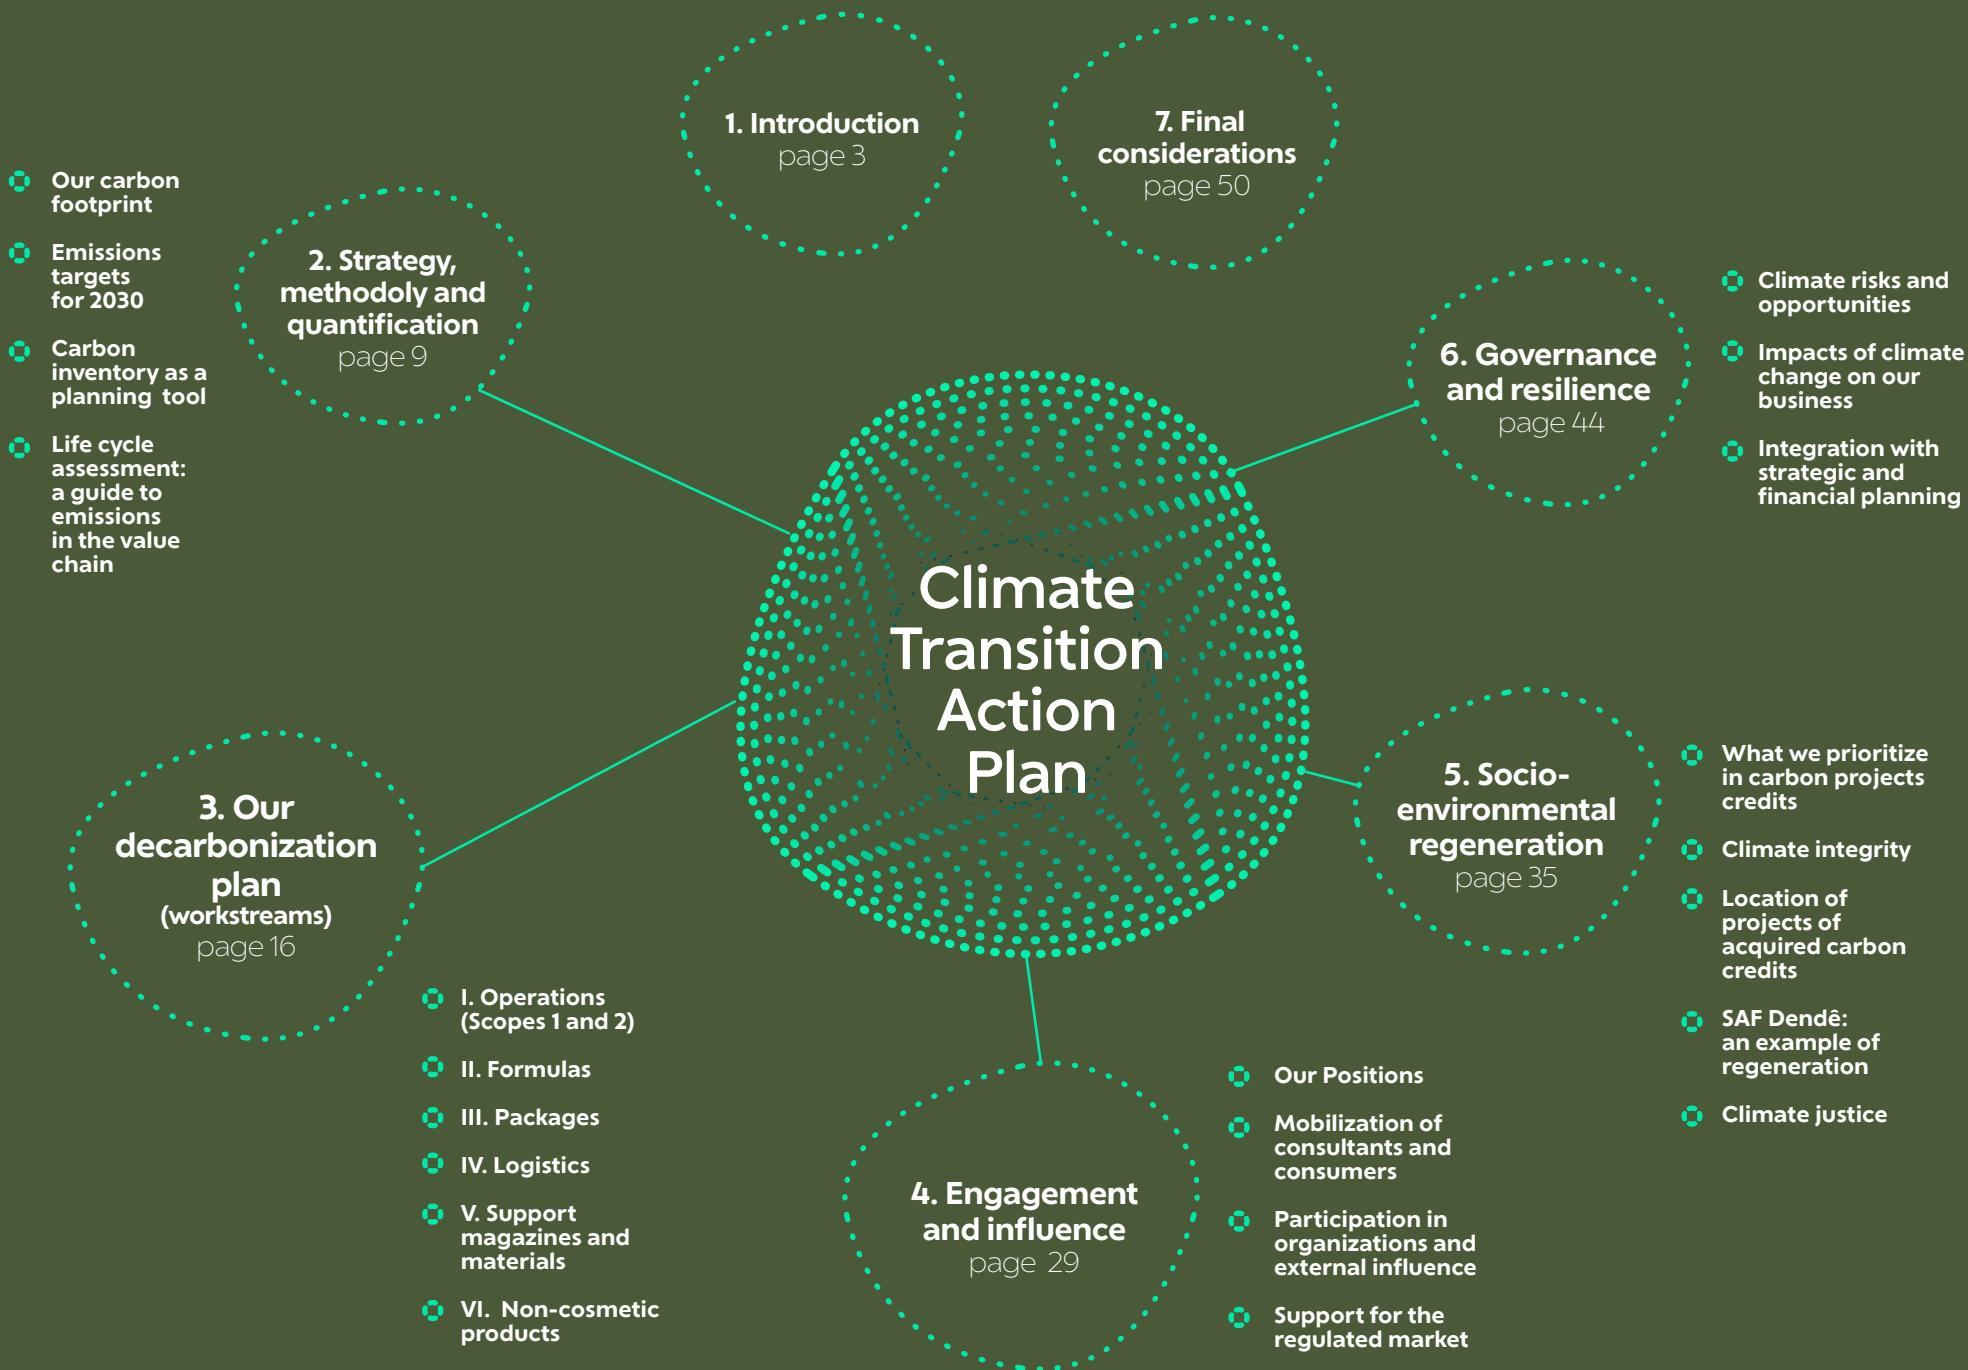 1. Introduction
page 3
2. Strategy,
methodoly and
quantification
page 9
Our carbon
footprint
Emissions
targets
for 2030
Carbon
inventory as a
planning tool
Life cycle
assessment:
a guide to
emissions
in the value
chain
Climate
Transition
Action
Plan
3. Our
decarbonization
plan
(workstreams)
page 16
I. Operations
(Scopes 1 and 2)
II. Formulas
III. Packages
IV. Logistics
V. Support
magazines and
materials
VI. Non-cosmetic
products
4. Engagement
and influence
page 29
Our Positions
Mobilization of
consultants and
consumers
Participation in
organizations and
external influence
Support for the
regulated market
5. Socio-
environmental
regeneration
page 35
What we prioritize
in carbon projects
credits
Climate integrity
Location of
projects of
acquired carbon
credits
SAF Dendê:
an example of
regeneration
Climate justice
6. Governance
and resilience
page 44
Climate risks and
opportunities
Impacts of climate
change on our
business
Integration with
strategic and
financial planning
7. Final
considerations
page 50